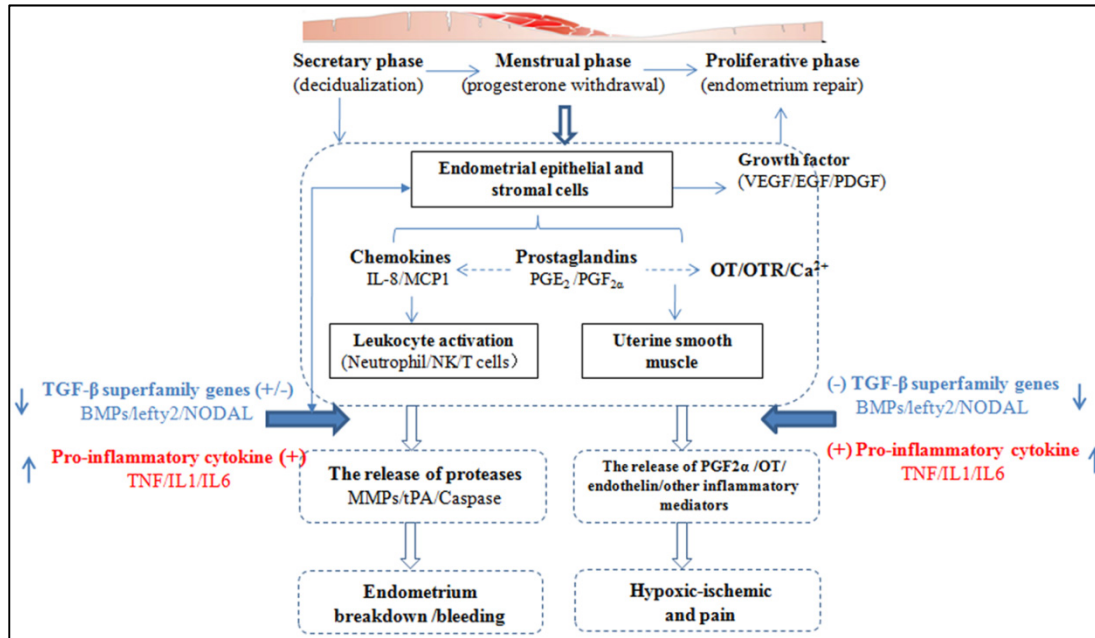 Secretary phase
(decidualization)
Menstrual phase
(progesterone withdrawal)
Proliferative phase
(endometrium repair)
Endometrial epithelial and
stromal cells
Growth factor
(VEGF/EGF/PDGF)
Chemokines
IL-8/MCP1
Prostaglandins
PGE₂ /PGF₂α
OT/OTR/Ca²⁺
Leukocyte activation
(Neutrophil/NK/T cells）
Uterine smooth
muscle
TGF-β superfamily genes (+/-)
BMPs/lefty2/NODAL
(-) TGF-β superfamily genes
BMPs/lefty2/NODAL
Pro-inflammatory cytokine (+)
TNF/IL1/IL6
(+) Pro-inflammatory cytokine
TNF/IL1/IL6
The release of proteases
MMPs/tPA/Caspase
The release of PGF2α /OT/
endothelin/other inflammatory
mediators
Endometrium
breakdown /bleeding
Hypoxic-ischemic
and pain